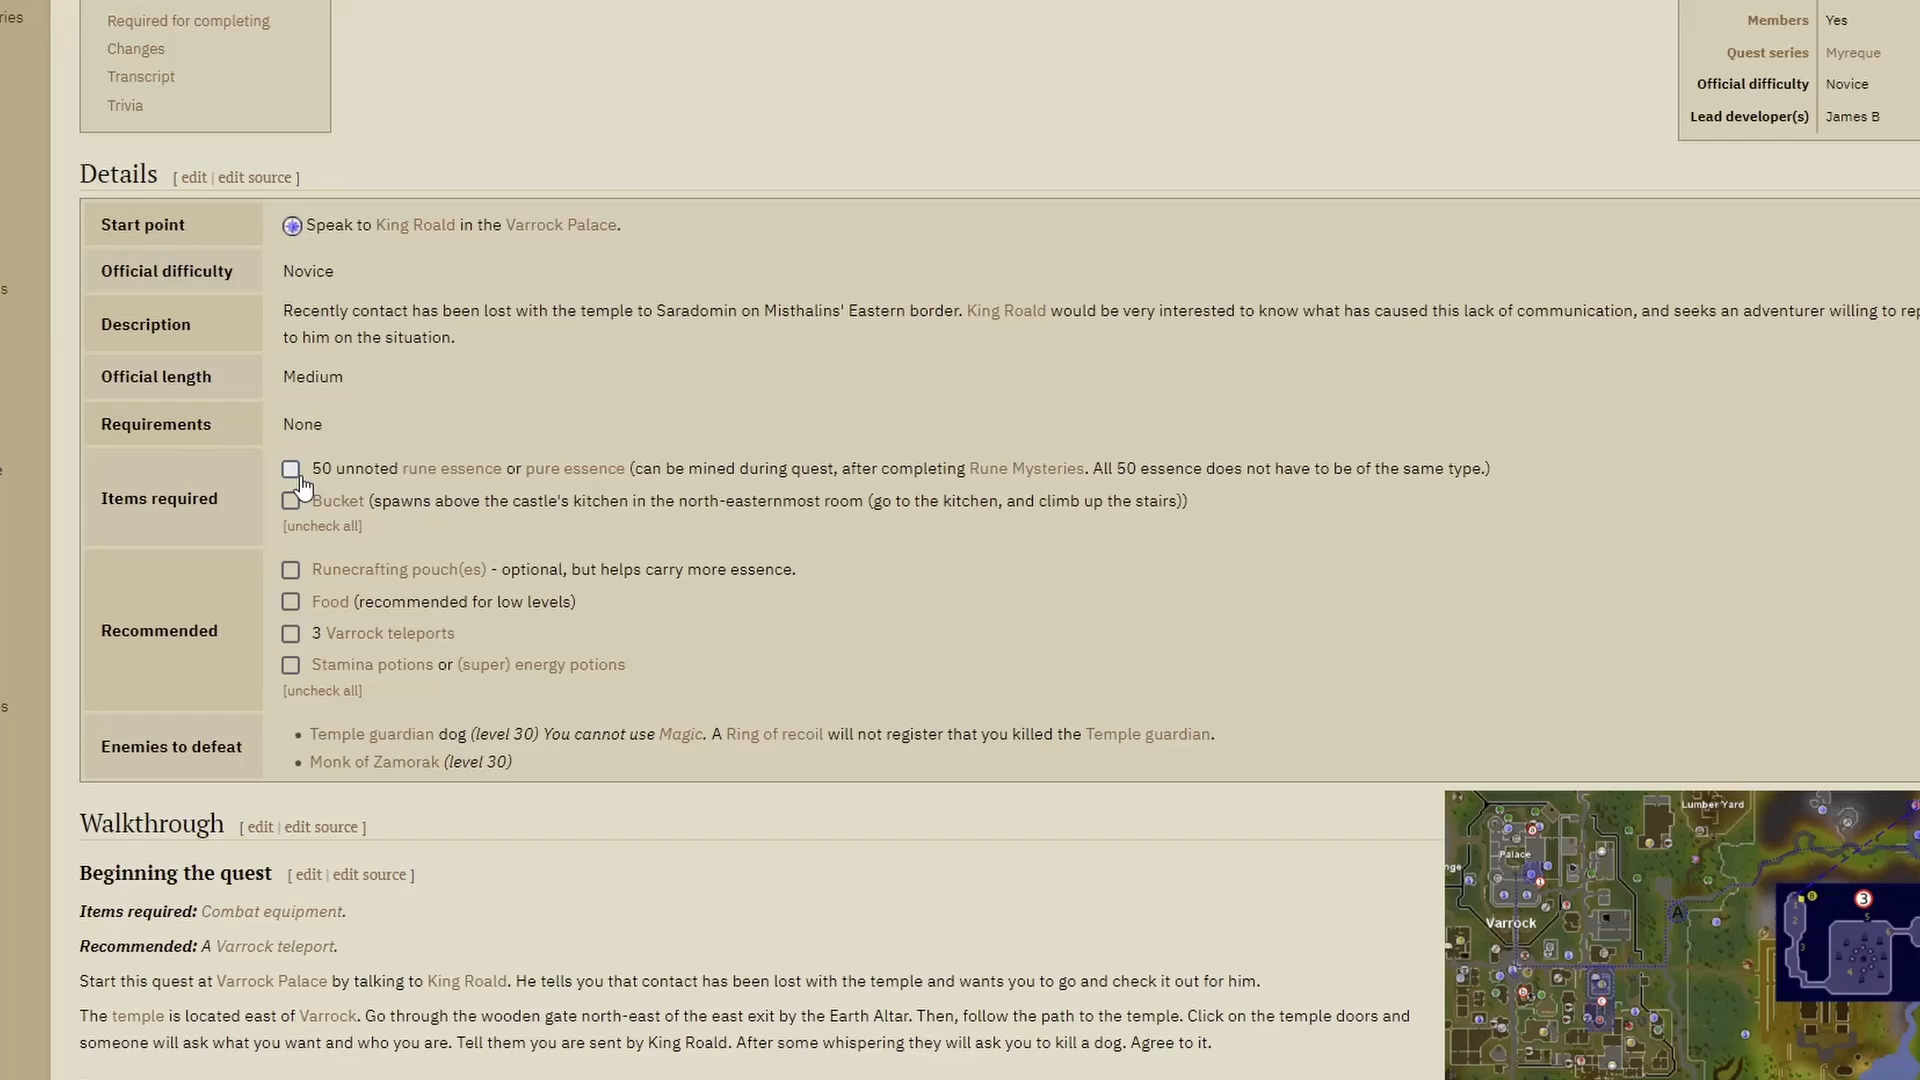 ries
Required for completing
Changes
Transcript
Trivia
Members Yes
Quest series Myreque
Official difficulty Novice
Lead developer(s) James B
Details [ edit | edit source ]
Start point Speak to King Roald in the Varrock Palace.
Official difficulty Novice
s
Description Recently contact has been lost with the temple to Saradomin on Misthalins' Eastern border. King Roald would be very interested to know what has caused this lack of communication, and seeks an adventurer willing to rep
to him on the situation.
Official length Medium
Requirements None
e
Items required 50 unnoted rune essence or pure essence (can be mined during quest, after completing Rune Mysteries. All 50 essence does not have to be of the same type.)
Bucket (spawns above the castle's kitchen in the north-easternmost room (go to the kitchen, and climb up the stairs))
[uncheck all]
Recommended Runecrafting pouch(es) - optional, but helps carry more essence.
Food (recommended for low levels)
3 Varrock teleports
Stamina potions or (super) energy potions
[uncheck all]
s
Enemies to defeat Temple guardian dog (level 30) You cannot use Magic. A Ring of recoil will not register that you killed the Temple guardian.
Monk of Zamorak (level 30)
Walkthrough [ edit | edit source ]
Beginning the quest [ edit | edit source ]
Items required: Combat equipment.
Recommended: A Varrock teleport.
Start this quest at Varrock Palace by talking to King Roald. He tells you that contact has been lost with the temple and wants you to go and check it out for him.
The temple is located east of Varrock. Go through the wooden gate north-east of the east exit by the Earth Altar. Then, follow the path to the temple. Click on the temple doors and
someone will ask what you want and who you are. Tell them you are sent by King Roald. After some whispering they will ask you to kill a dog. Agree to it.
Lumber Yard
Palace
nge
Varrock
A
3